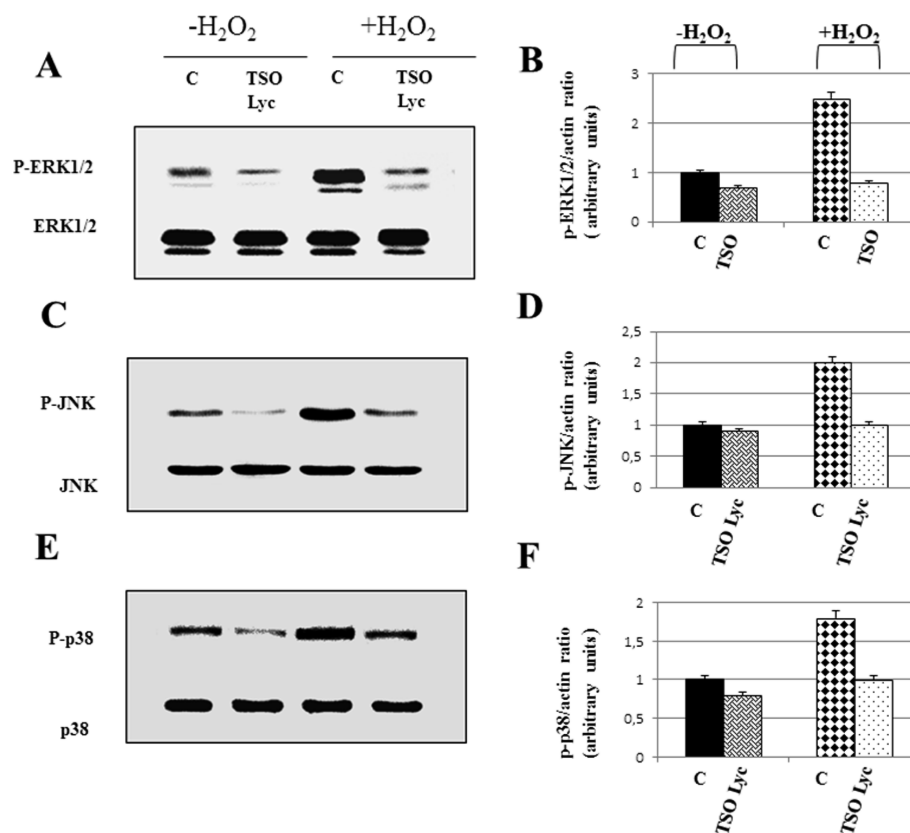 A
-H₂O₂
+H₂O₂
C
TSO
Lyc
C
TSO
Lyc
P-ERK1/2
ERK1/2
B
-H₂O₂
+H₂O₂
p-ERK1/2/actin ratio
( arbitrary units)
3
2
1
0
C
TSO
C
TSO
C
P-JNK
JNK
D
p-JNK/actin ratio
(arbitrary units)
2,5
2
1,5
1
0,5
0
C
TSO Lyc
C
TSO Lyc
E
P-p38
p38
F
p-p38/actin ratio
(arbitrary units)
2
1,5
1
0,5
0
C
TSO Lyc
C
TSO Lyc